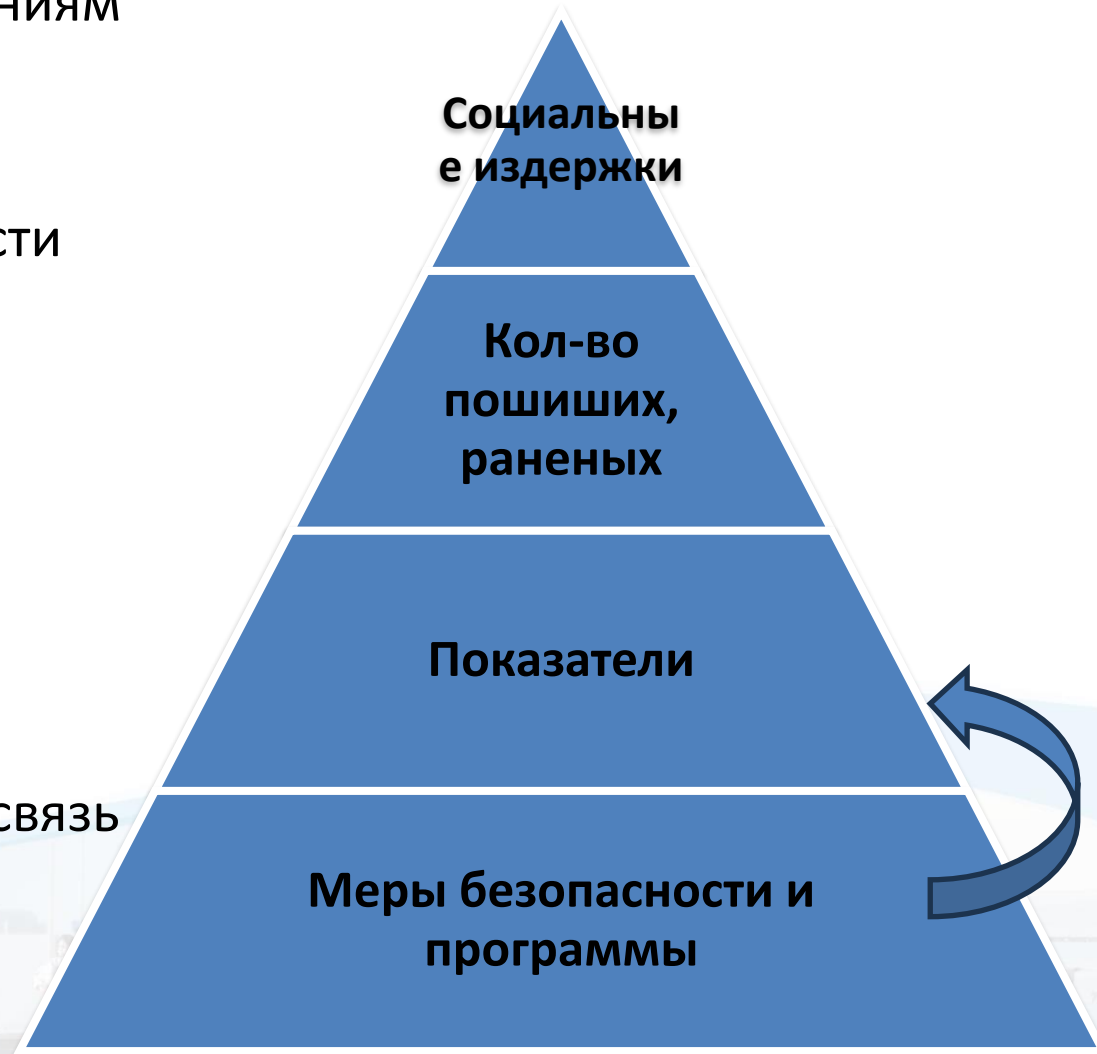 ниям
Социальны
е издержки
сти
Кол-во
пошиших,
раненых
Показатели
связь
Меры безопасности и
программы